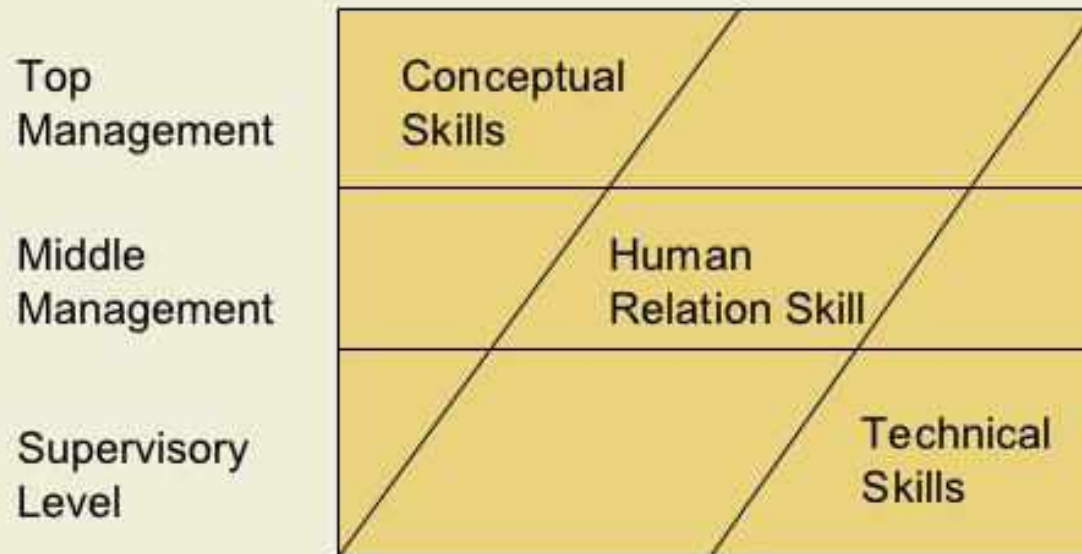 Top
Management
Conceptual
Skills
Middle
Management
Human
Relation Skill
Supervisory
Level
Technical
Skills